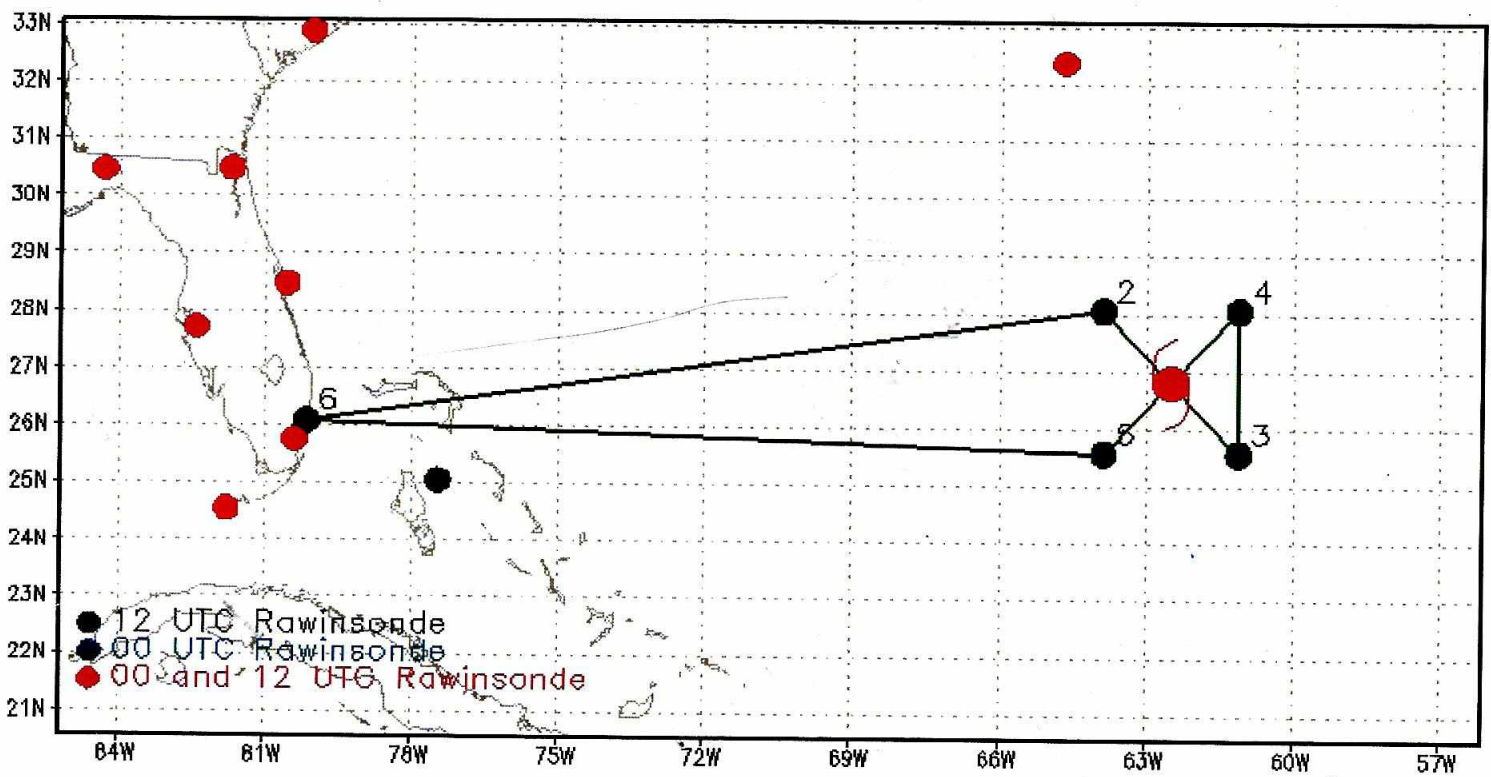 33N
32N
31N
30N
29N
28N
27N
26N
25N
24N
23N
22N
21N
2
4
6
5
3
12 UTC Rawinsonde
00 UTC Rawinsonde
00 and 12 UTC Rawinsonde
84W 81W 78W 75W 72W 69W 66W 63W 60W 57W